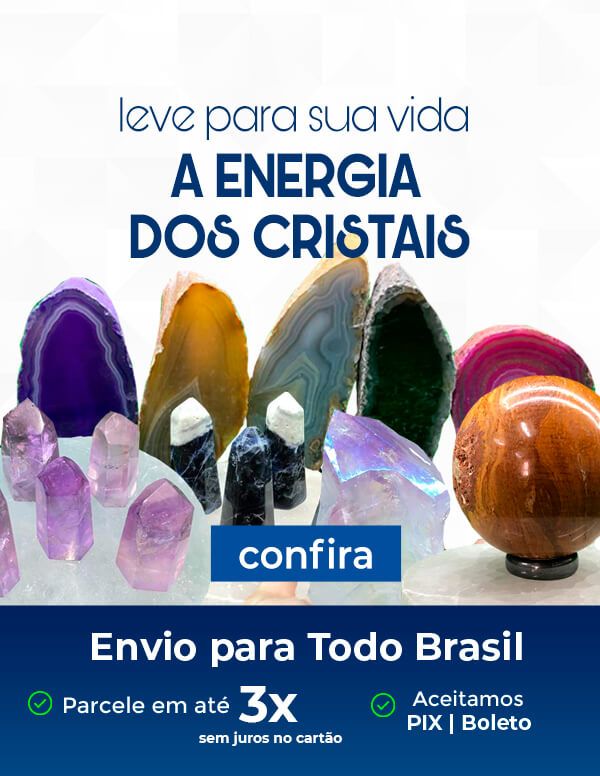 leve para sua vida
A ENERGIA
DOS CRISTAIS
confira
Envio para Todo Brasil
Parcele em até 3x
sem juros no cartão
Aceitamos
PIX | Boleto